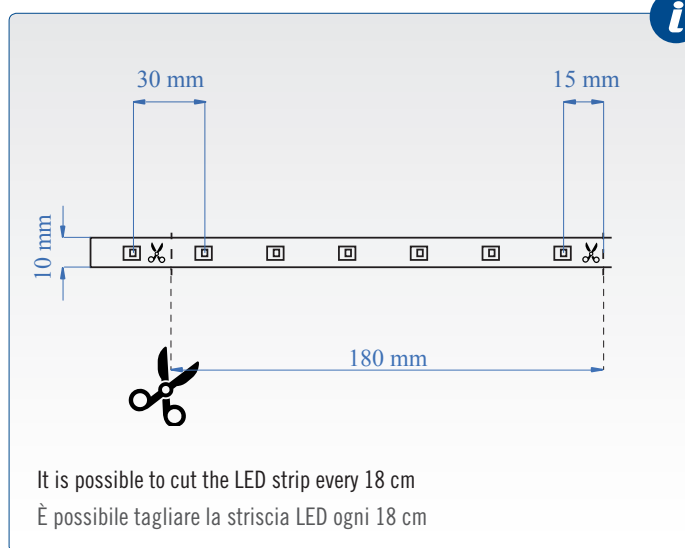 i
30 mm
15 mm
10 mm
180 mm
It is possible to cut the LED strip every 18 cm
È possibile tagliare la striscia LED ogni 18 cm